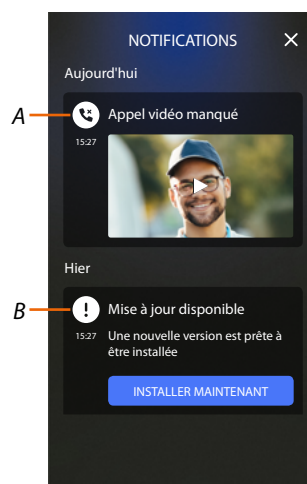 NOTIFICATIONS
Aujourd'hui
A
Appel vidéo manqué
15:27
Hier
B
Mise à jour disponible
15:27 Une nouvelle version est prête à
être installée
INSTALLER MAINTENANT